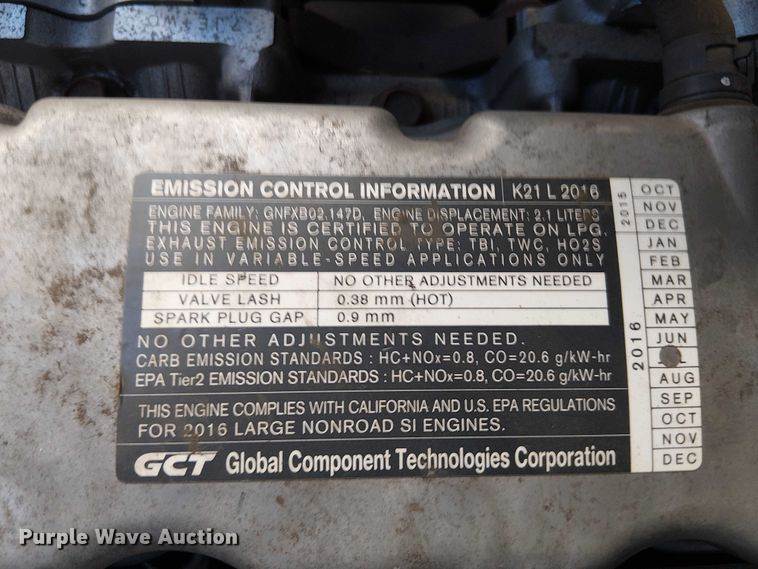 EMISSION CONTROL INFORMATION K21 L 2016
ENGINE FAMILY: GNFXB02.147D, ENGINE DISPLACEMENT: 2.1 LITERS
THIS ENGINE IS CERTIFIED TO OPERATE ON LPG.
EXHAUST EMISSION CONTROL TYPE: TBI, TWC, HO2S
USE IN VARIABLE-SPEED APPLICATIONS ONLY
IDLE SPEED NO OTHER ADJUSTMENTS NEEDED
VALVE LASH 0.38 mm (HOT)
SPARK PLUG GAP 0.9 mm
NO OTHER ADJUSTMENTS NEEDED.
CARB EMISSION STANDARDS : HC+NOx=0.8, CO=20.6 g/kW-hr
EPA Tier2 EMISSION STANDARDS : HC+NOx=0.8, CO=20.6 g/kW-hr
THIS ENGINE COMPLIES WITH CALIFORNIA AND U.S. EPA REGULATIONS
FOR 2016 LARGE NONROAD SI ENGINES.
GCT Global Component Technologies Corporation
2015
OCT
NOV
DEC
2016
JAN
FEB
MAR
APR
MAY
JUN
AUG
SEP
OCT
NOV
DEC
Purple Wave Auction